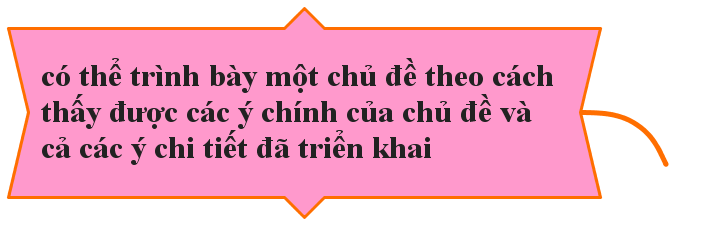 có thể trình bày một chủ đề theo cách
thấy được các ý chính của chủ đề và
cả các ý chi tiết đã triển khai